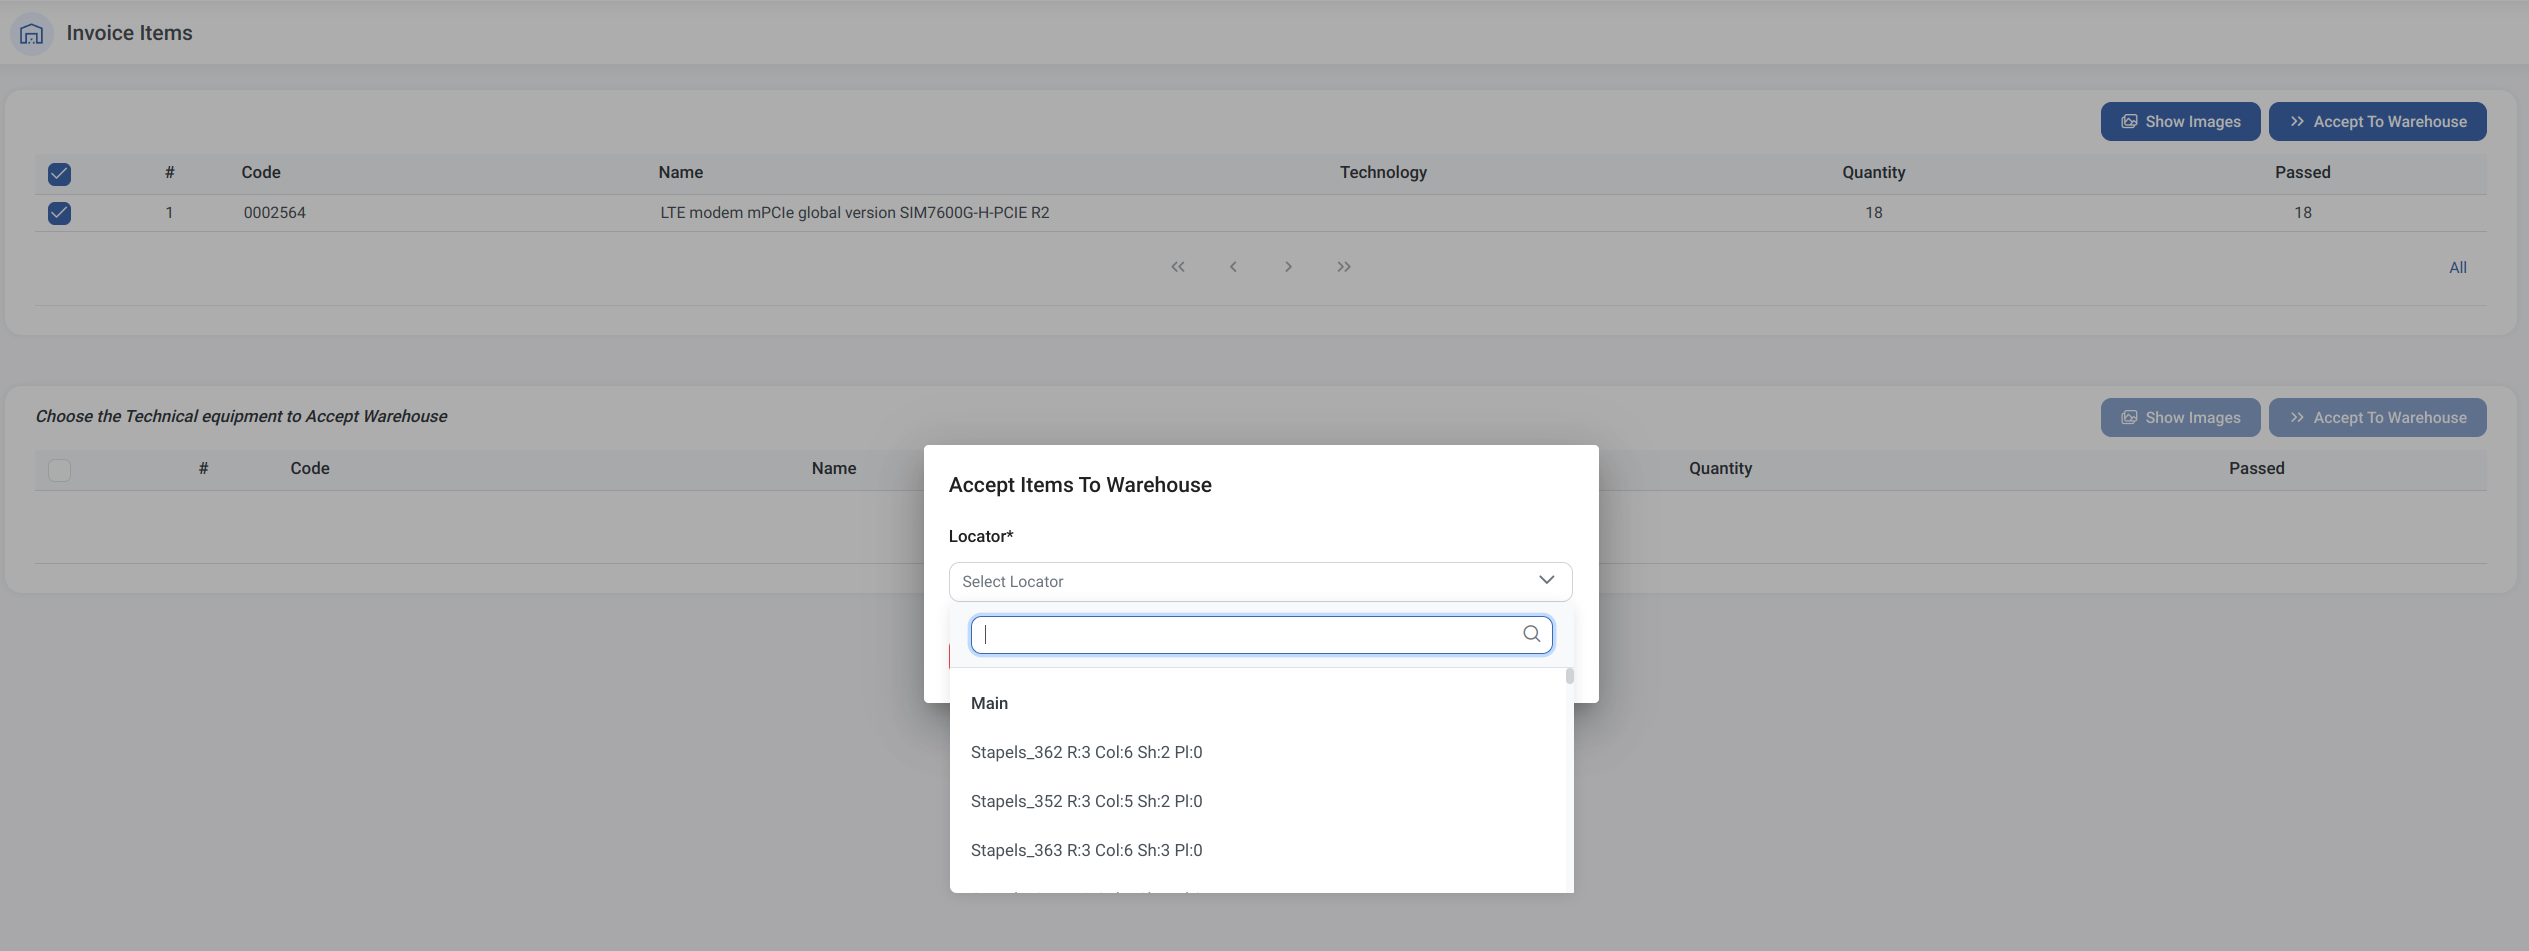 Invoice Items
Show Images Accept To Warehouse
# Code Name Technology Quantity Passed
1 0002564 LTE modem mPCIe global version SIM7600G-H-PCIE R2 18 18
All
Choose the Technical equipment to Accept Warehouse
Show Images Accept To Warehouse
# Code Name Quantity Passed
Accept Items To Warehouse
Locator*
Select Locator
Main
Stapels_362 R:3 Col:6 Sh:2 Pl:0
Stapels_352 R:3 Col:5 Sh:2 Pl:0
Stapels_363 R:3 Col:6 Sh:3 Pl:0